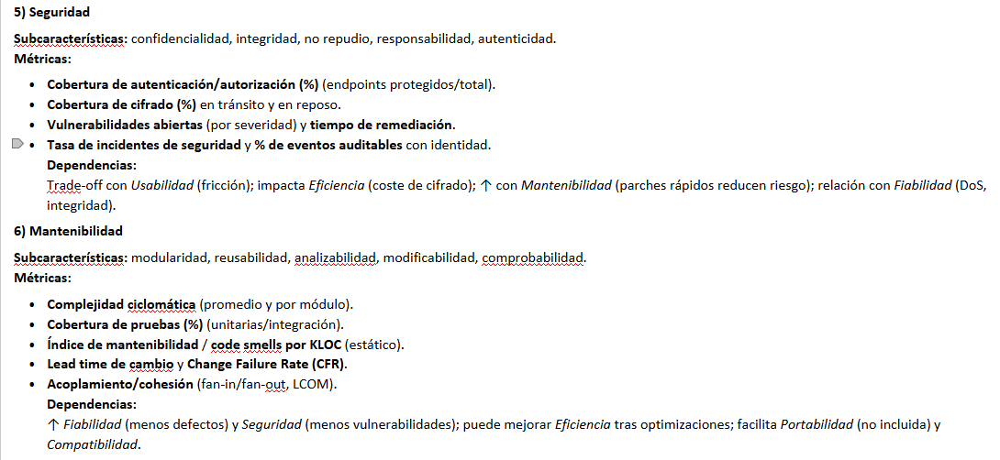 5) Seguridad
Subcaracterísticas: confidencialidad, integridad, no repudio, responsabilidad, autenticidad.
Métricas:
• Cobertura de autenticación/autorización (%) (endpoints protegidos/total).
• Cobertura de cifrado (%) en tránsito y en reposo.
• Vulnerabilidades abiertas (por severidad) y tiempo de remediación.
• Tasa de incidentes de seguridad y % de eventos auditables con identidad.
Dependencias:
Trade-off con Usabilidad (fricción); impacta Eficiencia (coste de cifrado); ↑ con Mantenibilidad (parches rápidos reducen riesgo); relación con Fiabilidad (DoS,
integridad).
6) Mantenibilidad
Subcaracterísticas: modularidad, reusabilidad, analizabilidad, modificabilidad, comprobabilidad.
Métricas:
• Complejidad ciclomática (promedio y por módulo).
• Cobertura de pruebas (%) (unitarias/integración).
• Índice de mantenibilidad / code smells por KLOC (estático).
• Lead time de cambio y Change Failure Rate (CFR).
• Acoplamiento/cohesión (fan-in/fan-out, LCOM).
Dependencias:
↑ Fiabilidad (menos defectos) y Seguridad (menos vulnerabilidades); puede mejorar Eficiencia tras optimizaciones; facilita Portabilidad (no incluida) y
Compatibilidad.